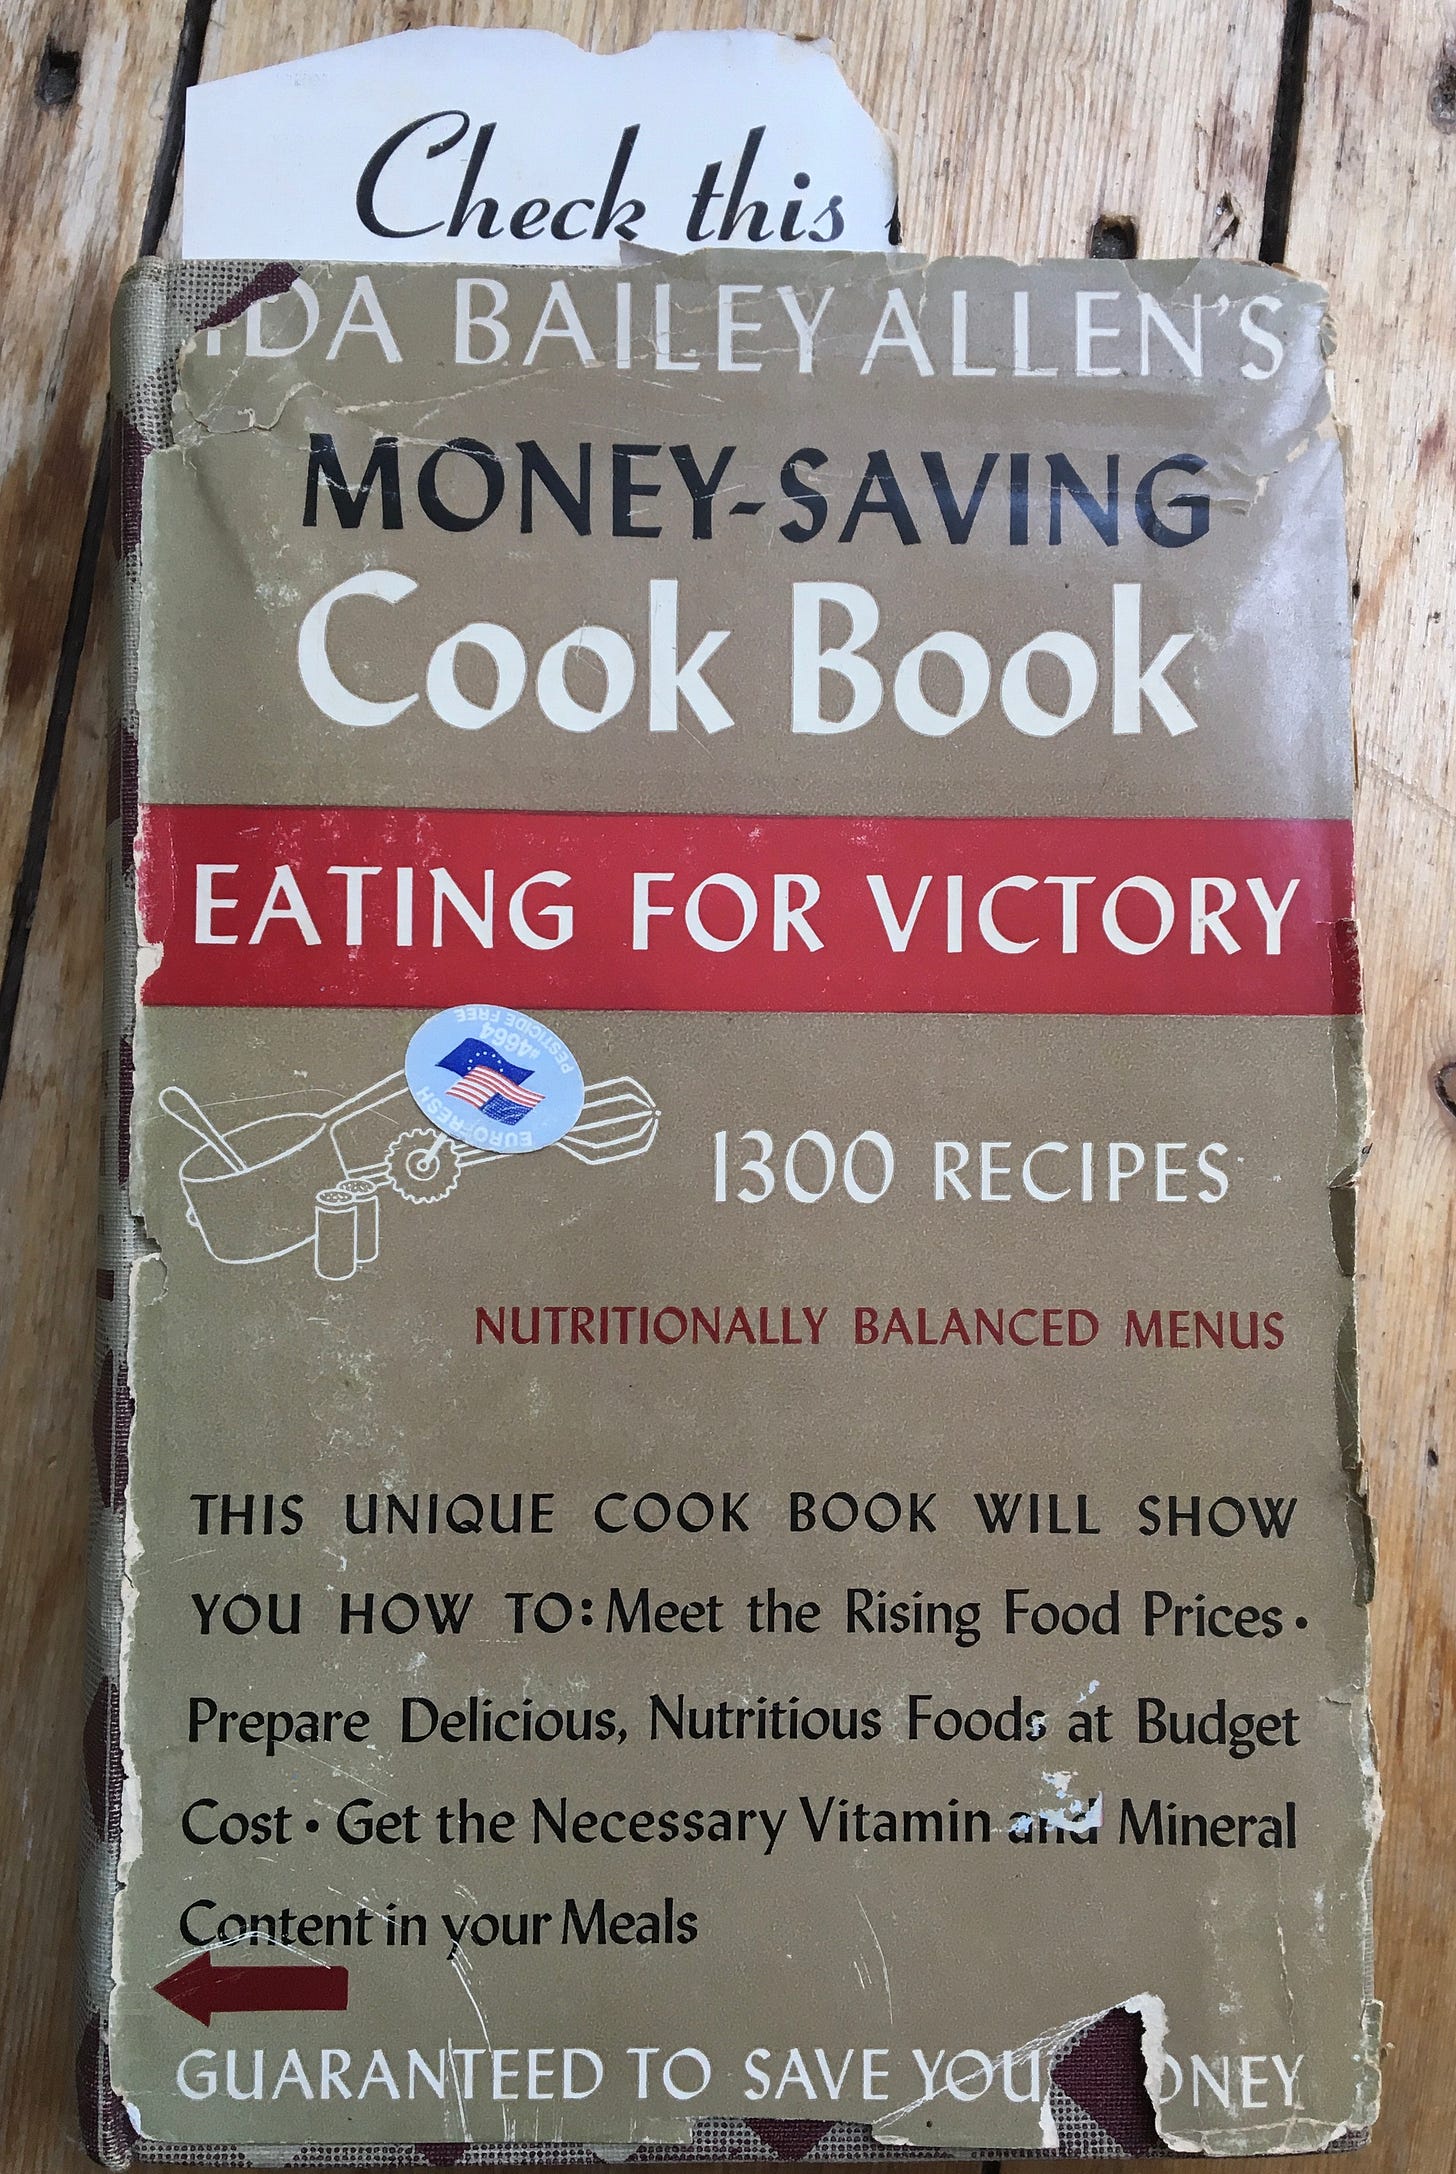 Check this
IDA BAILEY ALLEN'S
MONEY-SAVING
Cook Book
EATING FOR VICTORY
PESTICIDE FREE
#4664
EUROFRESH
1300 RECIPES
NUTRITIONALLY BALANCED MENUS
THIS UNIQUE COOK BOOK WILL SHOW
YOU HOW TO: Meet the Rising Food Prices •
Prepare Delicious, Nutritious Foods at Budget
Cost • Get the Necessary Vitamin and Mineral
Content in your Meals
GUARANTEED TO SAVE YOU ONEY